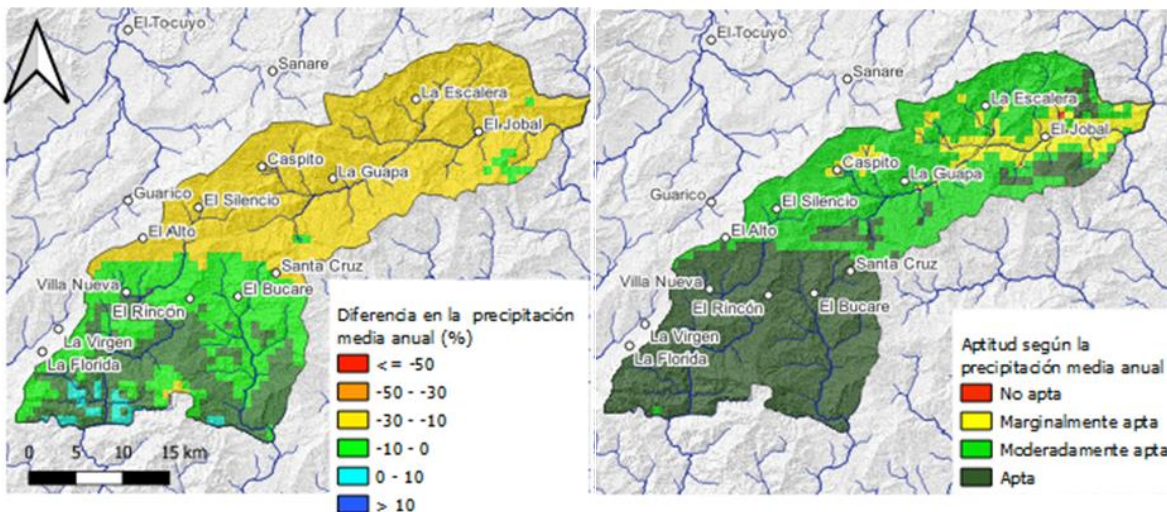 El Tocuyo
Sanare
La Escalera
El Jobal
Caspito
La Guapa
Guarico
El Silencio
El Alto
Santa Cruz
Villa Nueva
El Rincón
El Bucare
La Virgen
La Florida
0 5 10 15 km
Diferencia en la precipitación
media anual (%)
<= -50
-50 - -30
-30 - -10
-10 - 0
0 - 10
> 10
El Tocuyo
Sanare
La Escalera
El Jobal
Caspito
La Guapa
Guarico
El Silencio
El Alto
Santa Cruz
Villa Nueva
El Rincón
El Bucare
La Virgen
La Florida
Aptitud según la
precipitación media anual
No apta
Marginalmente apta
Moderadamente apta
Apta